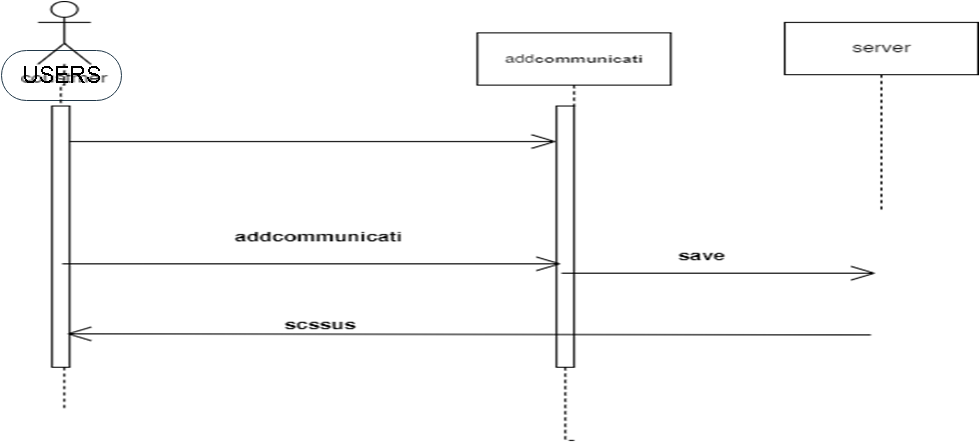 USERS
addcommunicati
server
addcommunicati
save
scssus